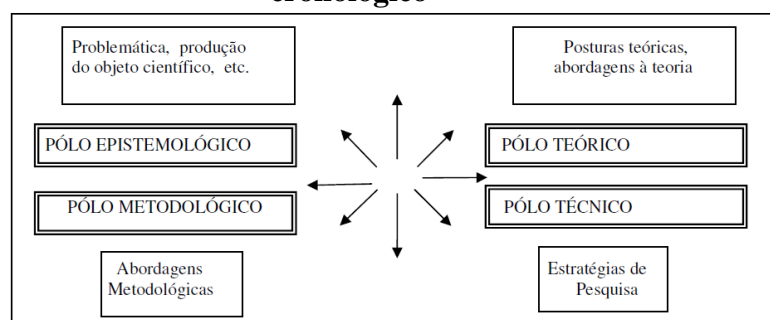 cronológico
Problemática, produção
do objeto científico, etc.
Posturas teóricas,
abordagens à teoria
PÓLO EPISTEMOLÓGICO
PÓLO TEÓRICO
PÓLO METODOLÓGICO
PÓLO TÉCNICO
Abordagens
Metodológicas
Estratégias de
Pesquisa